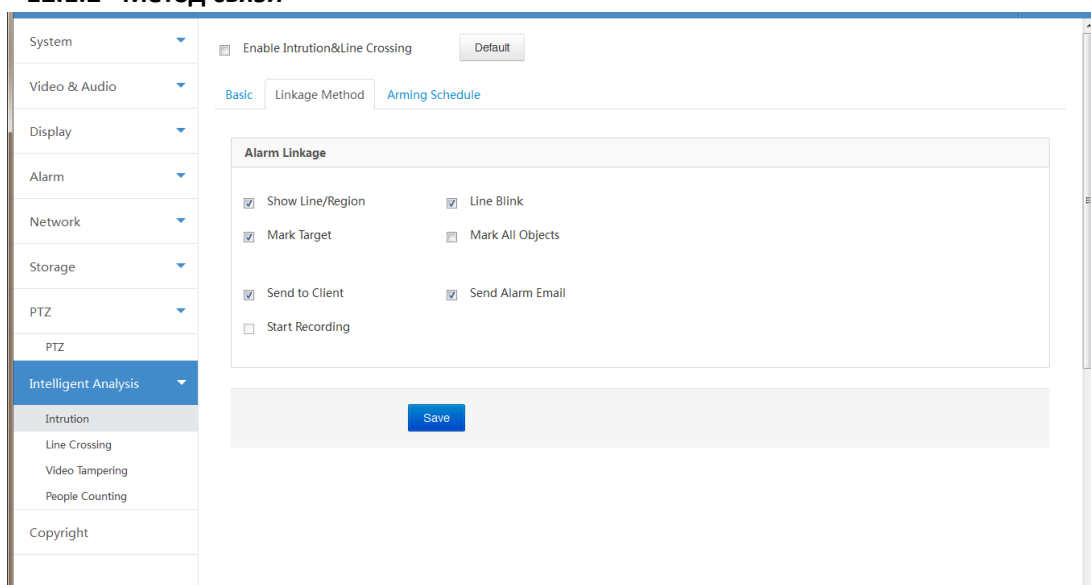 Метод связи
System
Enable Intrution&Line Crossing Default
Video & Audio
Basic Linkage Method Arming Schedule
Display
Alarm Linkage
Alarm
Show Line/Region Line Blink
Network
Mark Target Mark All Objects
Storage
Send to Client Send Alarm Email
PTZ
Start Recording
PTZ
Intelligent Analysis
Intrution
Save
Line Crossing
Video Tampering
People Counting
Copyright